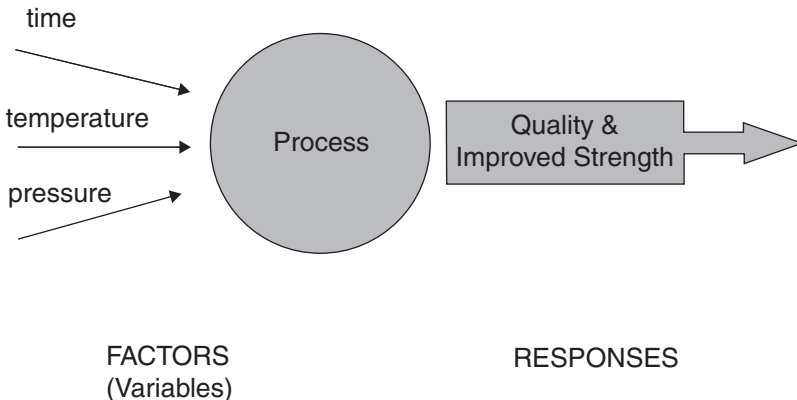 time
temperature
pressure
Process
Quality &
Improved Strength
FACTORS
(Variables)
RESPONSES